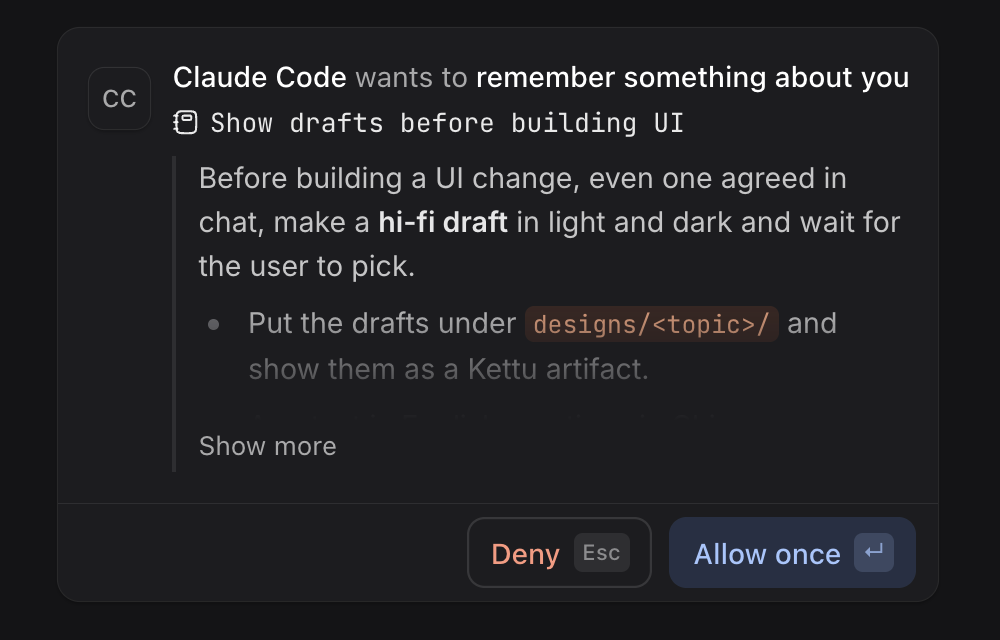 CC
Claude Code wants to remember something about you
Show drafts before building UI
Before building a UI change, even one agreed in
chat, make a hi-fi draft in light and dark and wait for
the user to pick.
Put the drafts under designs/<topic>/ and
show them as a Kettu artifact.
Show more
Deny Esc
Allow once ↵